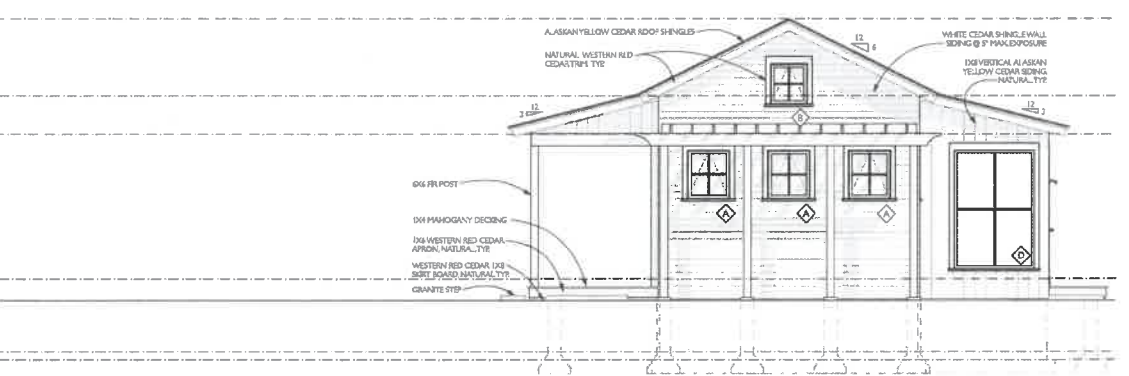 ALASKAN YELLOW CEDAR ROOF SHINGLES
NATURAL WESTERN RED
CEDAR TRIM, TYP.
12
6
WHITE CEDAR SHINGLE WALL
SIDING @ 5" MAX.EXPOSURE
1X8 VERTICAL ALASKAN
YELLOW CEDAR SIDING,
NATURAL, TYP.
12
3
12
3
B
6X6 FIR POST
A
A
A
1X4 MAHOGANY DECKING
1X6 WESTERN RED CEDAR
APRON, NATURAL, TYP.
WESTERN RED CEDAR 1X8
SKIRT BOARD, NATURAL TYP.
GRANITE STEP
D